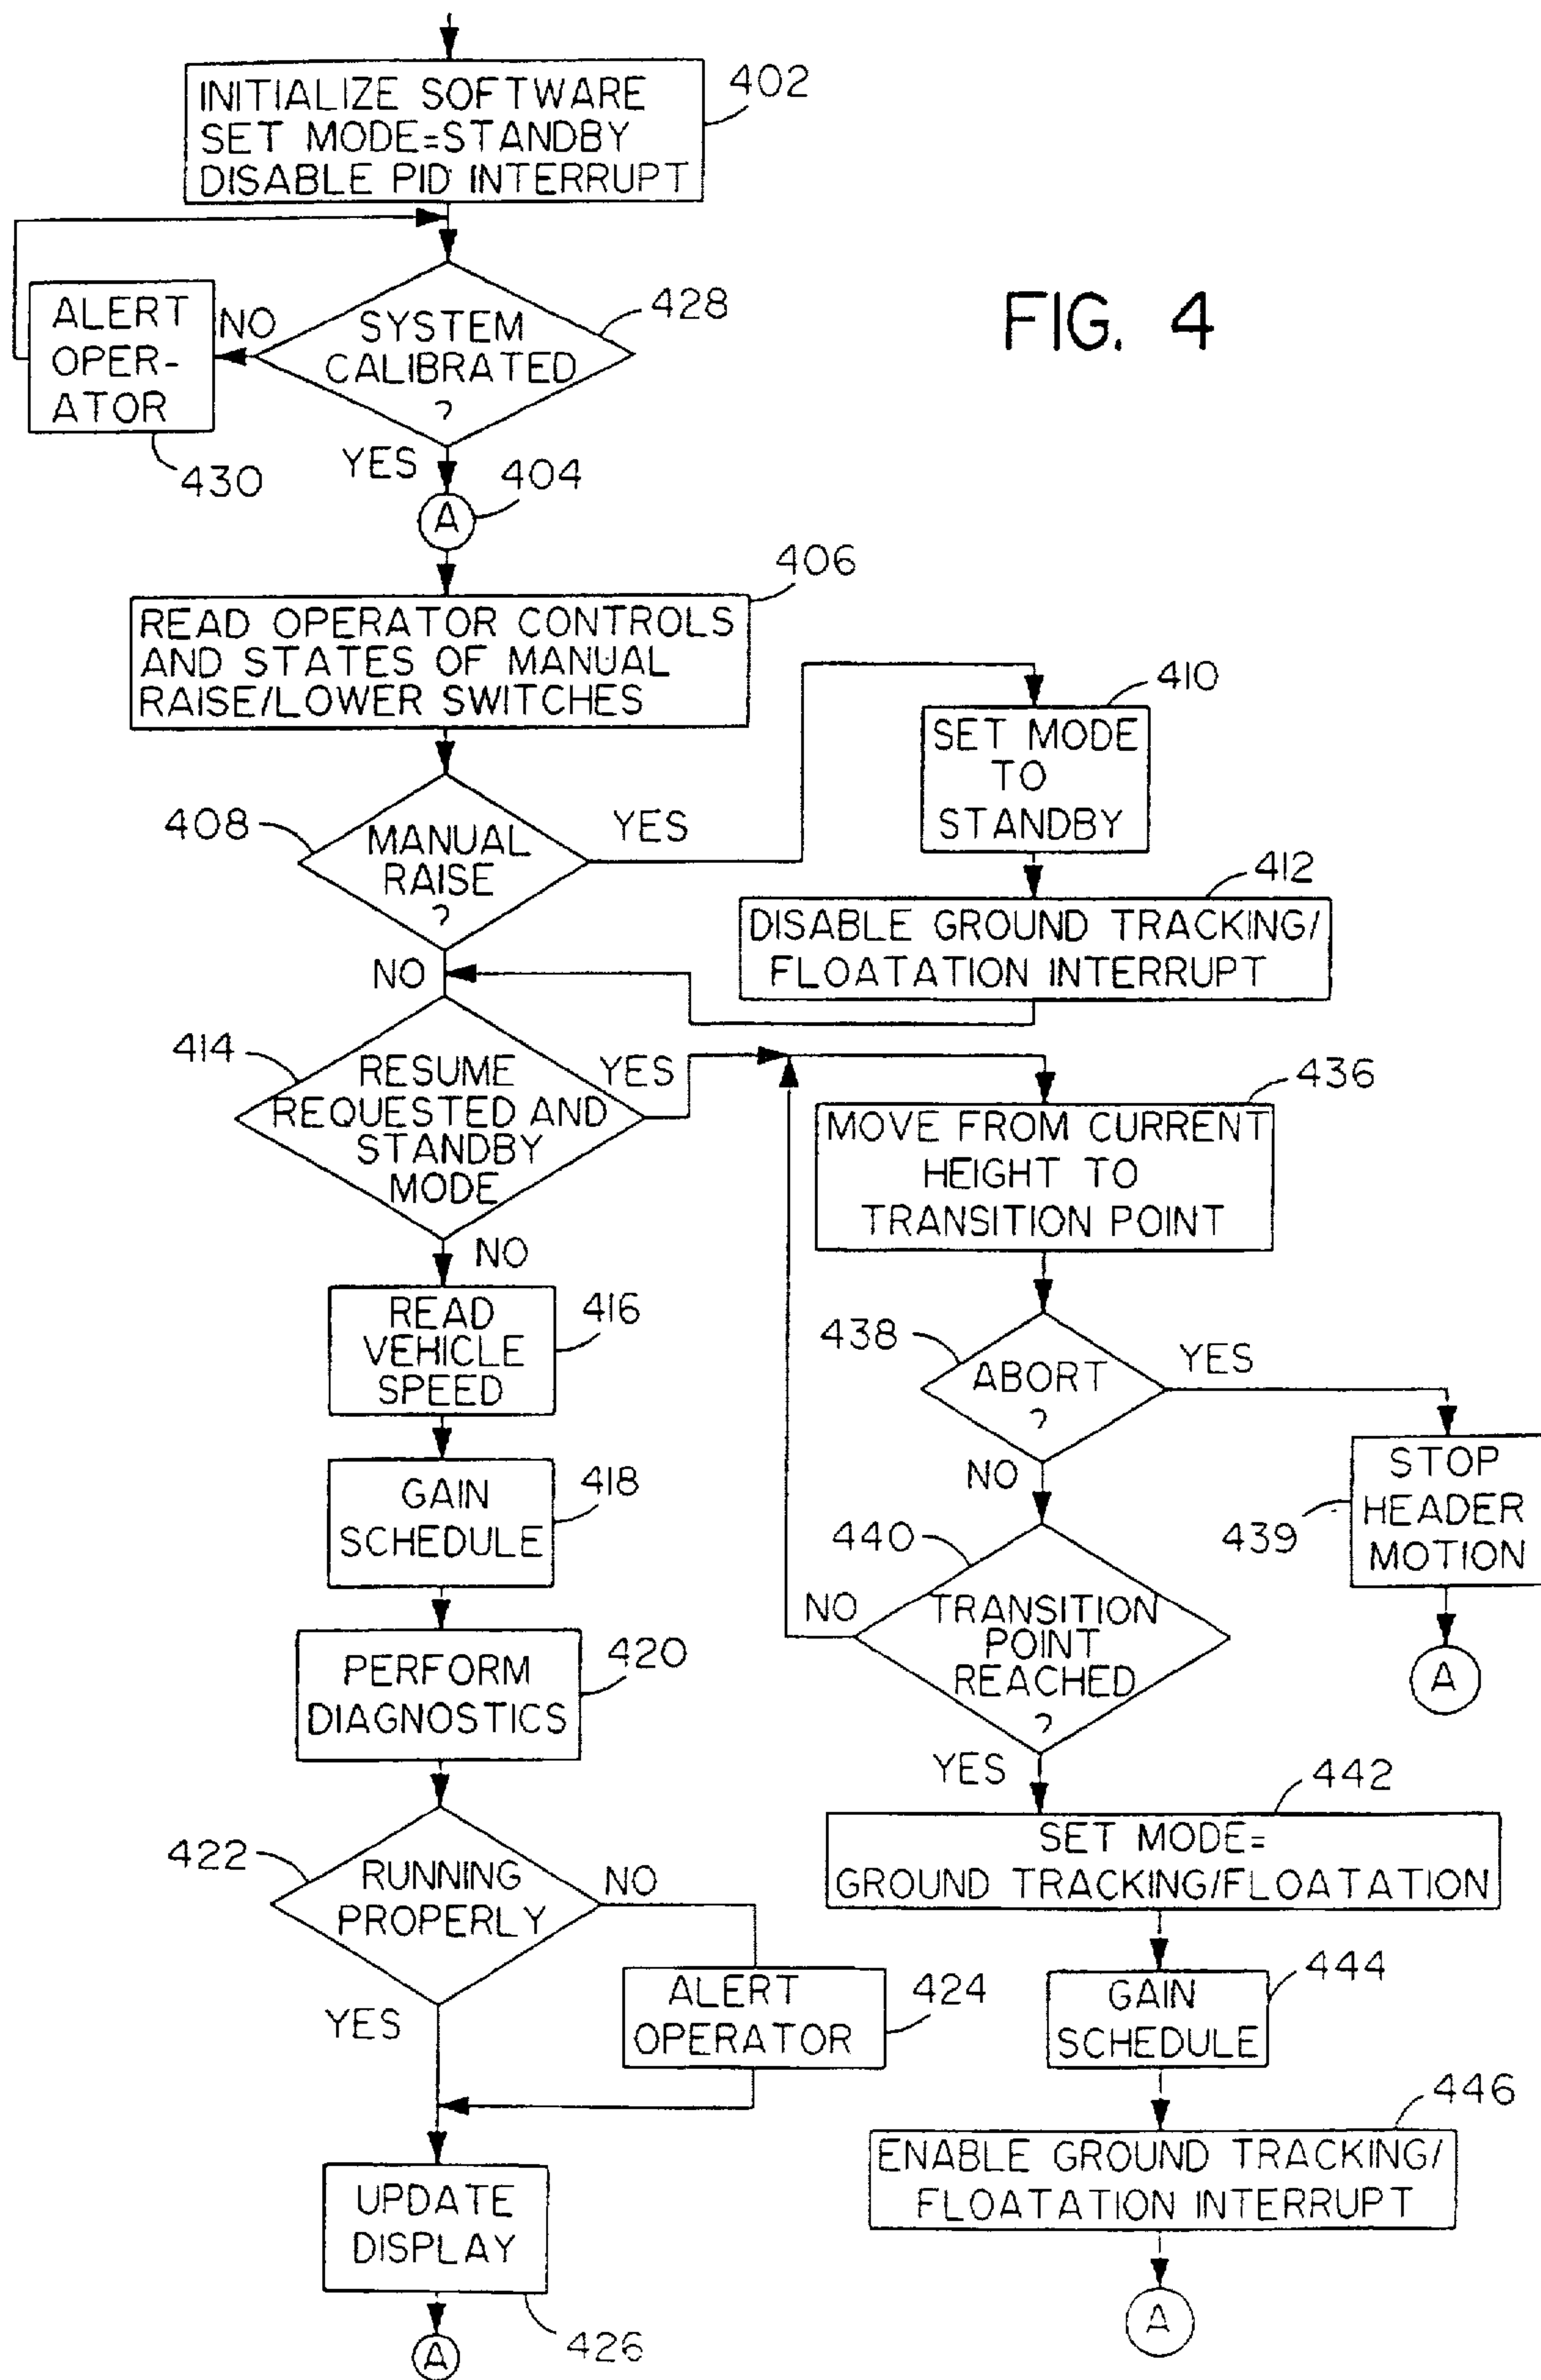 INITIALIZE SOFTWARE
SET MODE=STANDBY
DISABLE PID INTERRUPT
402
FIG. 4
SYSTEM
CALIBRATED
?
428
NO
ALERT
OPER-
ATOR
430
YES
404
A
406
READ OPERATOR CONTROLS
AND STATES OF MANUAL
RAISE/LOWER SWITCHES
410
SET MODE
TO
STANDBY
408
MANUAL
RAISE
?
YES
412
DISABLE GROUND TRACKING/
FLOATATION INTERRUPT
NO
414
RESUME
REQUESTED AND
STANDBY
MODE
YES
436
MOVE FROM CURRENT
HEIGHT TO
TRANSITION POINT
NO
READ
VEHICLE
SPEED
416
438
ABORT
?
YES
STOP
HEADER
MOTION
439
A
NO
GAIN
SCHEDULE
418
440
TRANSITION
POINT
REACHED
?
NO
PERFORM
DIAGNOSTICS
420
YES
442
SET MODE=
GROUND TRACKING/FLOATATION
422
RUNNING
PROPERLY
NO
ALERT
OPERATOR
424
YES
GAIN
SCHEDULE
444
446
ENABLE GROUND TRACKING/
FLOATATION INTERRUPT
A
UPDATE
DISPLAY
426
A